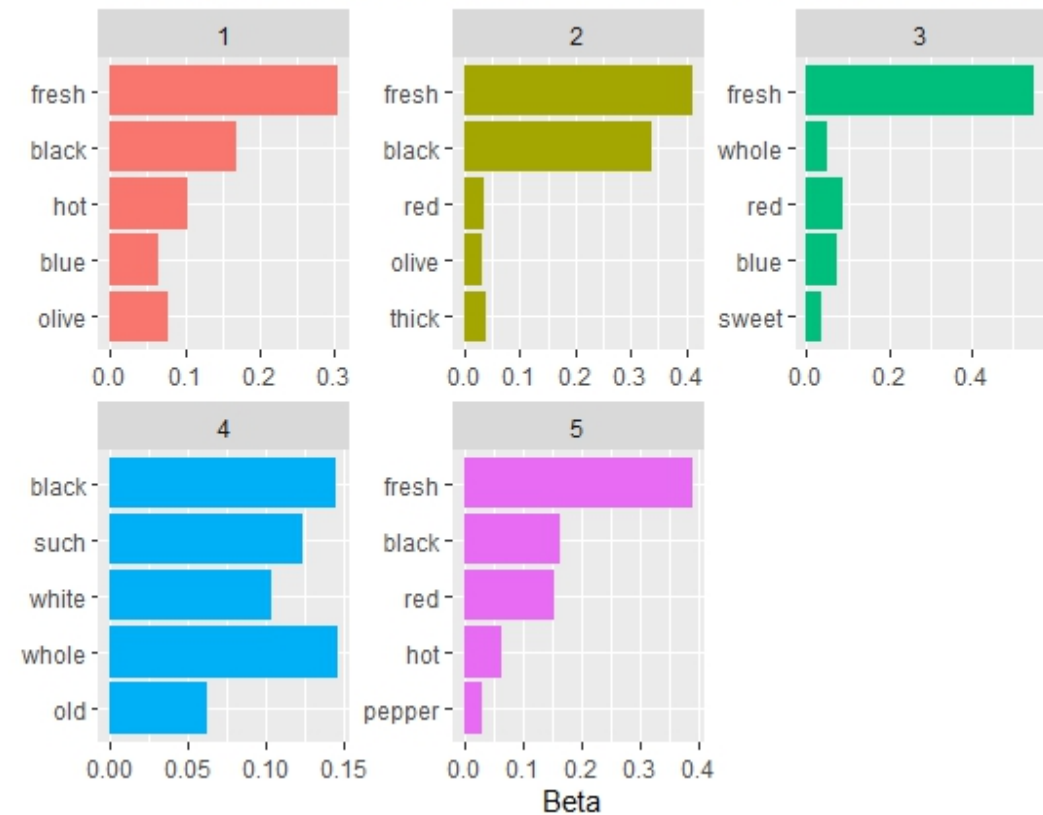 1
fresh
black
hot
blue
olive
0.0 0.1 0.2 0.3
2
fresh
black
red
olive
thick
0.0 0.1 0.2 0.3 0.4
3
fresh
whole
red
blue
sweet
0.0 0.2 0.4
4
black
such
white
whole
old
0.00 0.05 0.10 0.15
5
fresh
black
red
hot
pepper
0.0 0.1 0.2 0.3 0.4
Beta